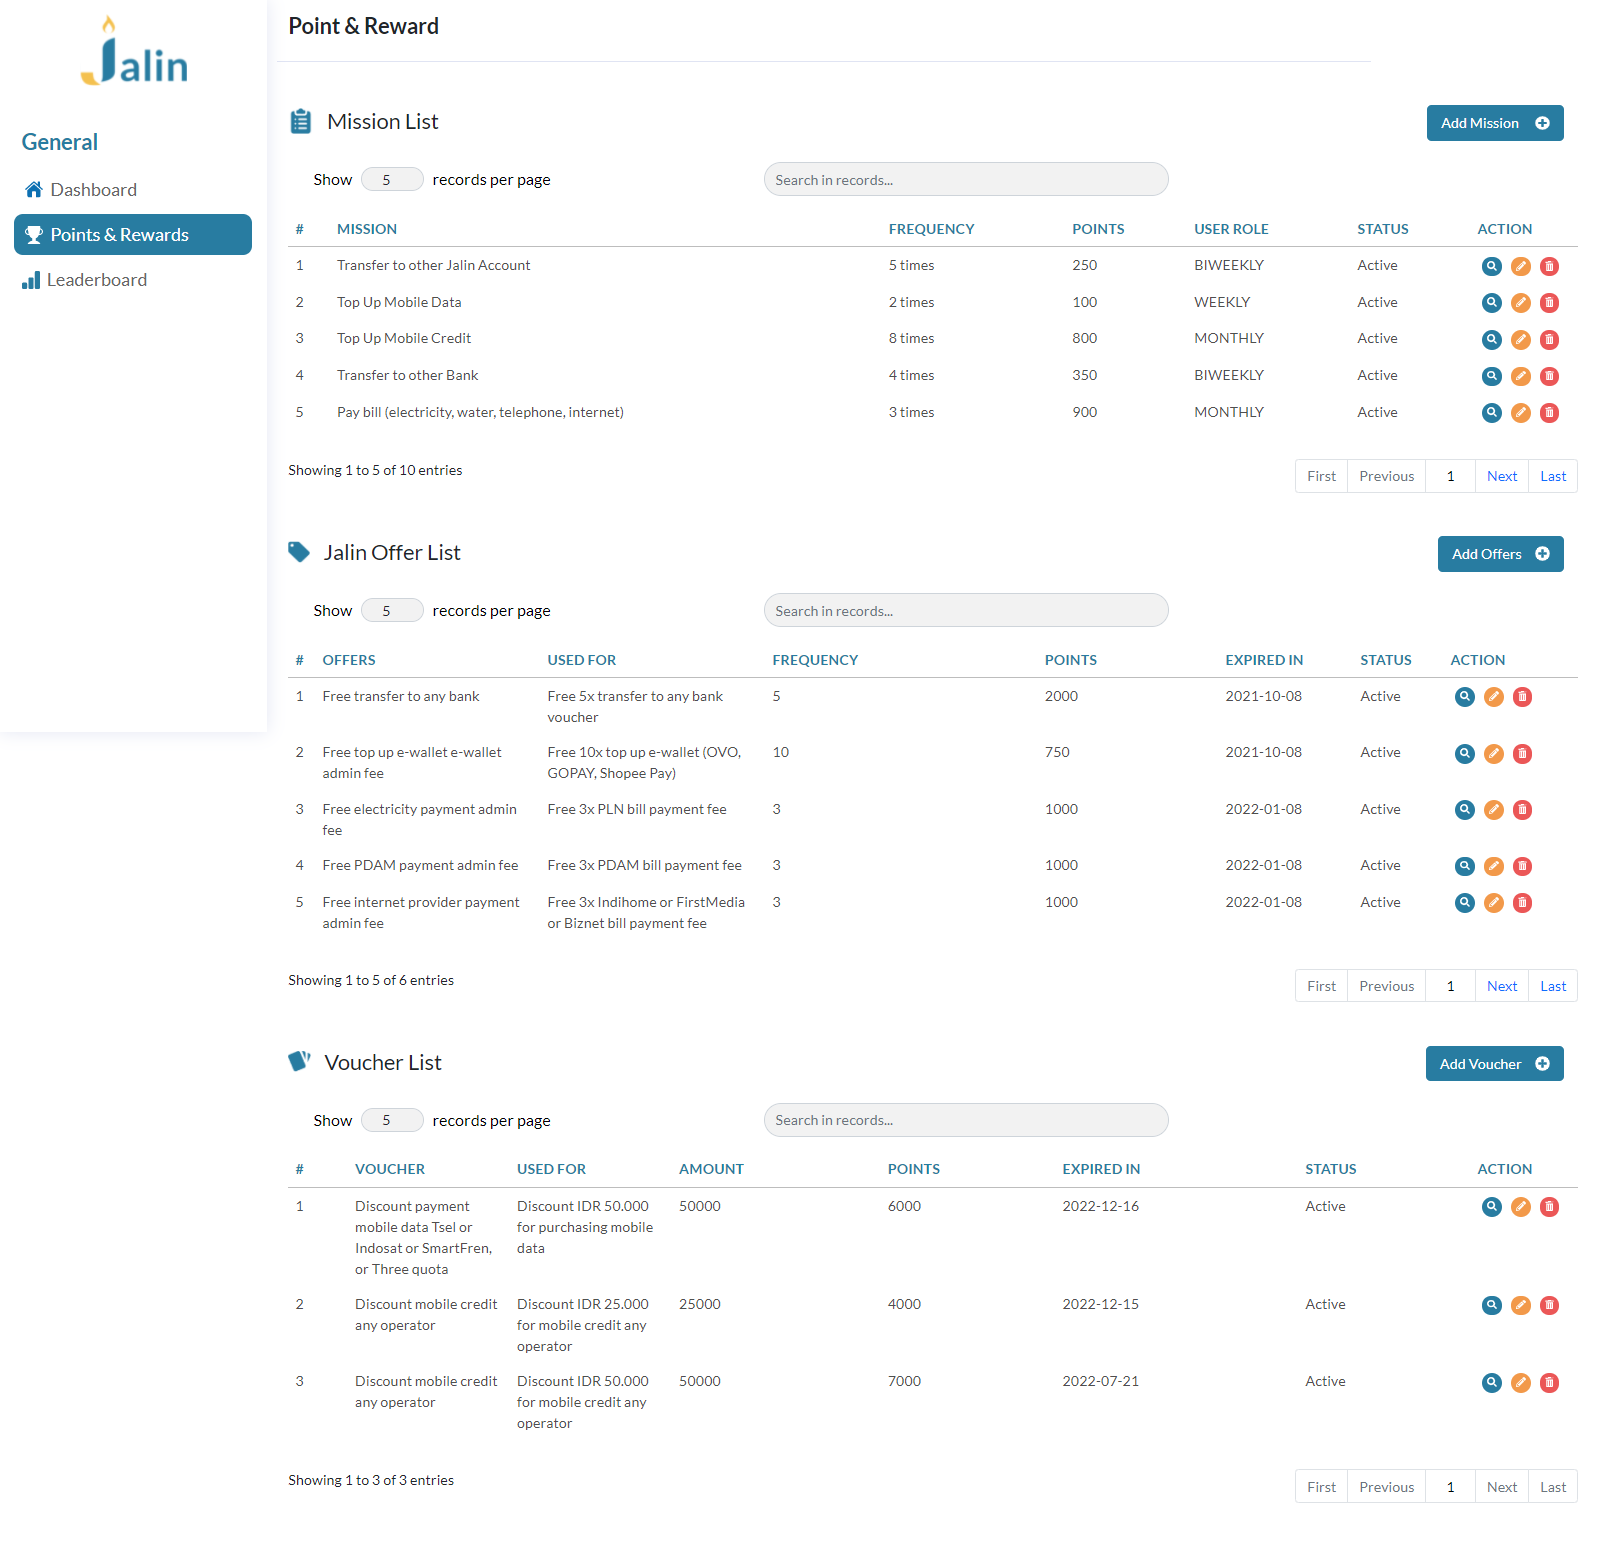 Jalin
Point & Reward
General
Dashboard
Points & Rewards
Leaderboard
Mission List
Add Mission
Show 5 records per page
Search in records...
# MISSION FREQUENCY POINTS USER ROLE STATUS ACTION
1 Transfer to other Jalin Account 5 times 250 BIWEEKLY Active
2 Top Up Mobile Data 2 times 100 WEEKLY Active
3 Top Up Mobile Credit 8 times 800 MONTHLY Active
4 Transfer to other Bank 4 times 350 BIWEEKLY Active
5 Pay bill (electricity, water, telephone, internet) 3 times 900 MONTHLY Active
Showing 1 to 5 of 10 entries
First Previous 1 Next Last
Jalin Offer List
Add Offers
Show 5 records per page
Search in records...
# OFFERS USED FOR FREQUENCY POINTS EXPIRED IN STATUS ACTION
1 Free transfer to any bank Free 5x transfer to any bank 5 2000 2021-10-08 Active
voucher
2 Free top up e-wallet e-wallet Free 10x top up e-wallet (OVO, 10 750 2021-10-08 Active
admin fee GOPAY, Shopee Pay)
3 Free electricity payment admin Free 3x PLN bill payment fee 3 1000 2022-01-08 Active
fee
4 Free PDAM payment admin fee Free 3x PDAM bill payment fee 3 1000 2022-01-08 Active
5 Free internet provider payment Free 3x Indihome or FirstMedia 3 1000 2022-01-08 Active
admin fee or Biznet bill payment fee
Showing 1 to 5 of 6 entries
First Previous 1 Next Last
Voucher List
Add Voucher
Show 5 records per page
Search in records...
# VOUCHER USED FOR AMOUNT POINTS EXPIRED IN STATUS ACTION
1 Discount payment Discount IDR 50.000 50000 6000 2022-12-16 Active
mobile data Tsel or for purchasing mobile
Indosat or SmartFren, data
or Three quota
2 Discount mobile credit Discount IDR 25.000 25000 4000 2022-12-15 Active
any operator for mobile credit any
operator
3 Discount mobile credit Discount IDR 50.000 50000 7000 2022-07-21 Active
any operator for mobile credit any
operator
Showing 1 to 3 of 3 entries
First Previous 1 Next Last